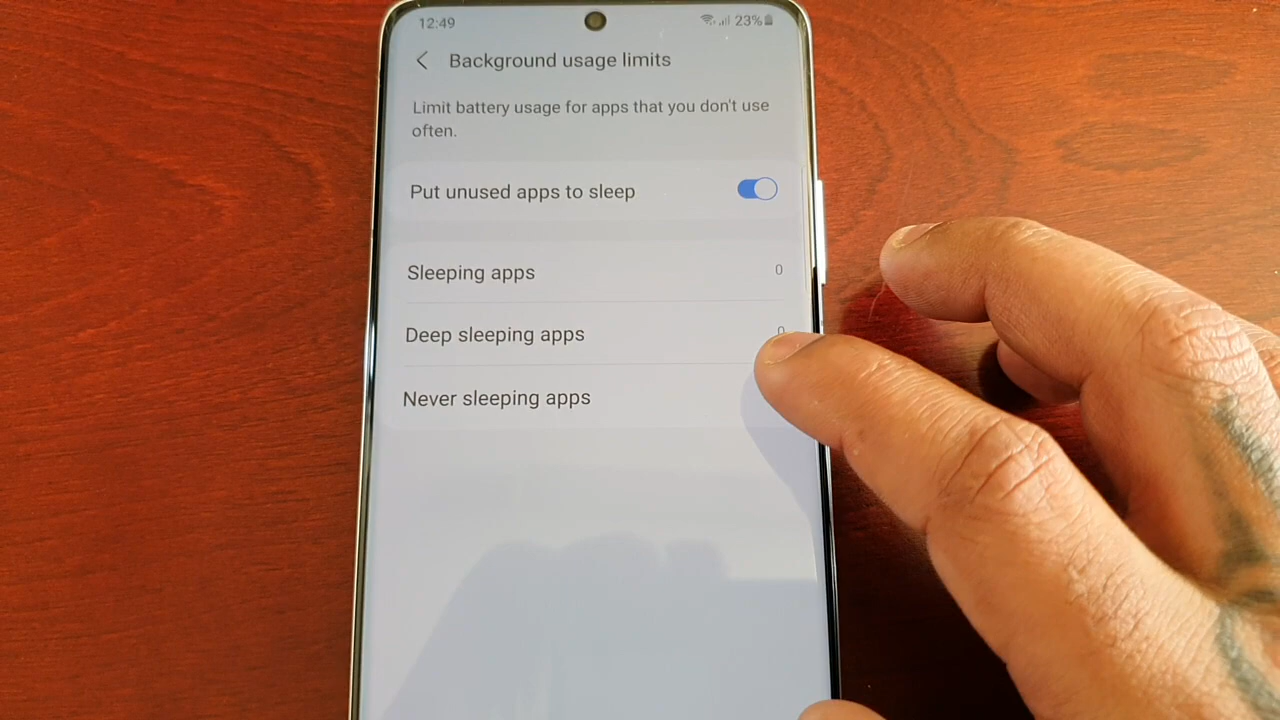 12:49 23%
Background usage limits
Limit battery usage for apps that you don't use
often.
Put unused apps to sleep
Sleeping apps 0
Deep sleeping apps 0
Never sleeping apps